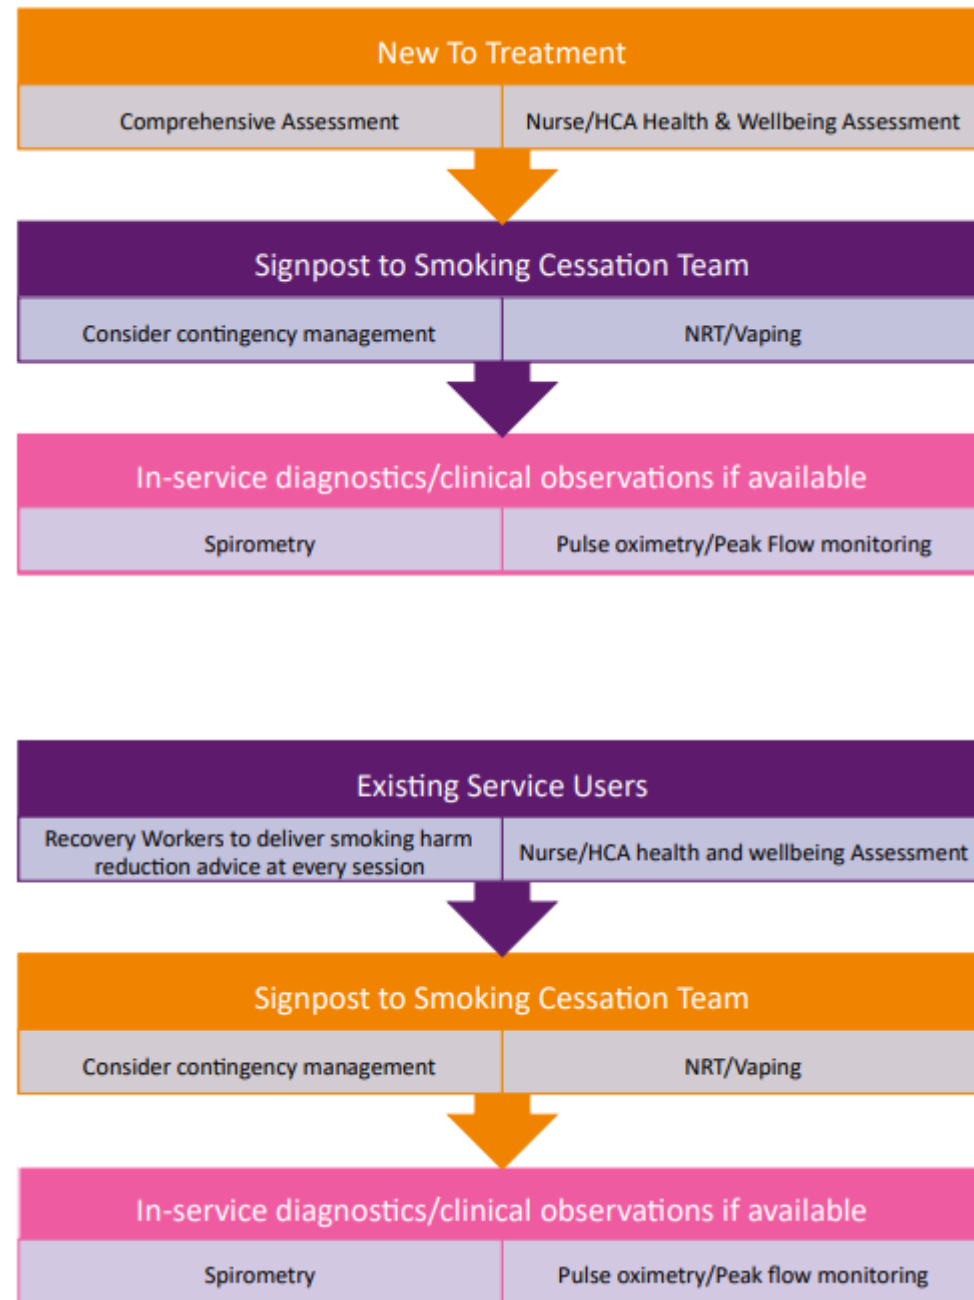 New To Treatment
Comprehensive Assessment
Nurse/HCA Health & Wellbeing Assessment
Signpost to Smoking Cessation Team
Consider contingency management
NRT/Vaping
In-service diagnostics/clinical observations if available
Spirometry
Pulse oximetry/Peak Flow monitoring
Existing Service Users
Recovery Workers to deliver smoking harm
reduction advice at every session
Nurse/HCA health and wellbeing Assessment
Signpost to Smoking Cessation Team
Consider contingency management
NRT/Vaping
In-service diagnostics/clinical observations if available
Spirometry
Pulse oximetry/Peak flow monitoring